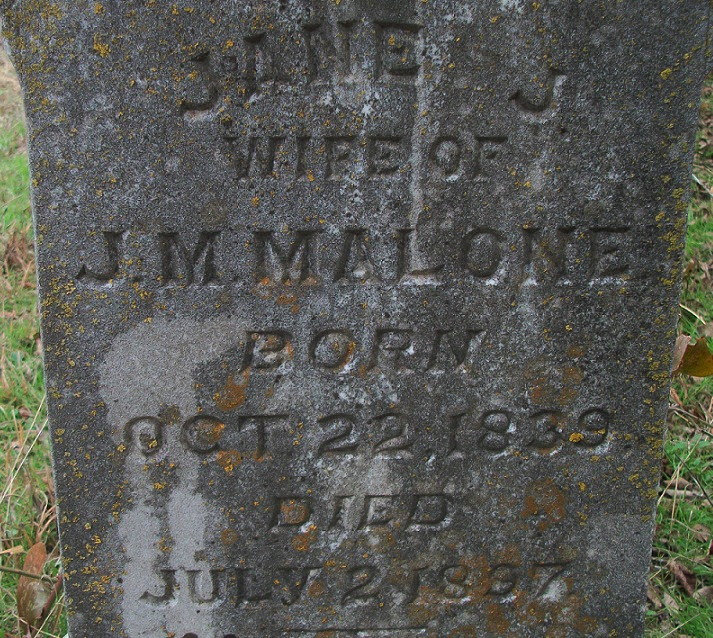 JANE J
WIFE OF
J. M. MALONE
BORN
OCT. 22, 1839.
DIED
JULY 2, 1897